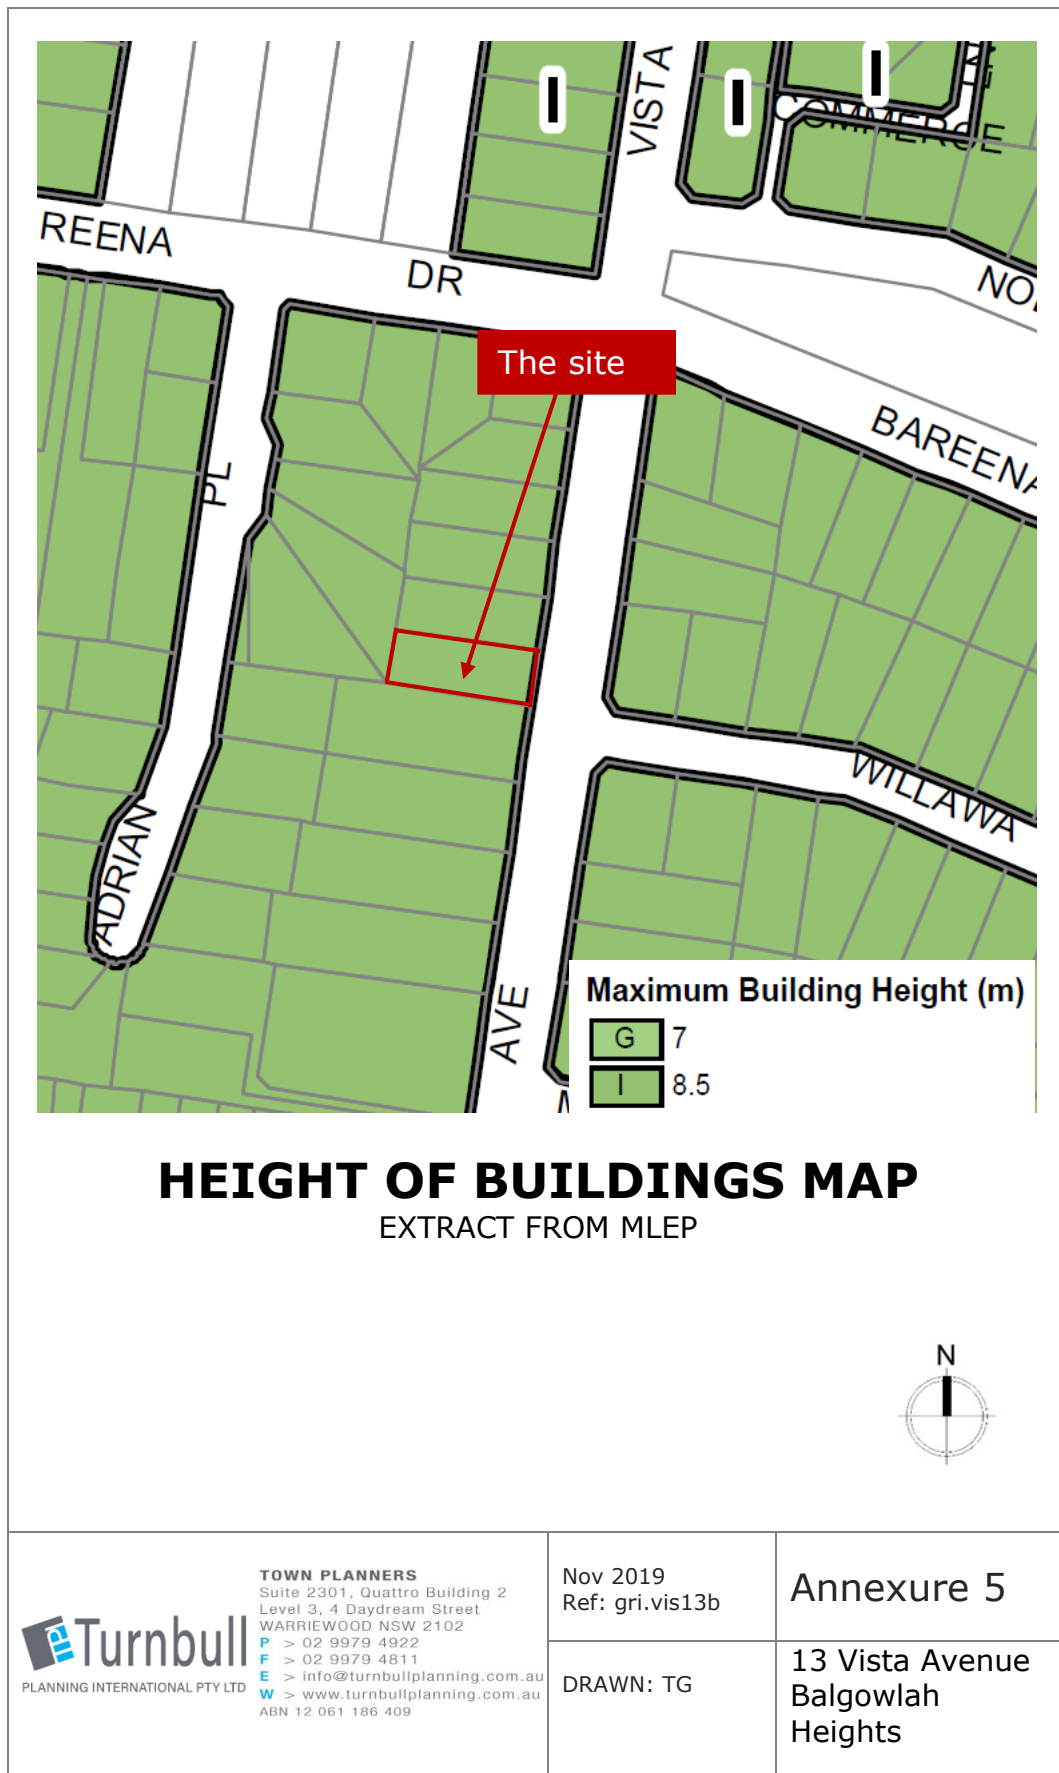 I
I
I
VISTA
COMMERCE
REENA
DR
The site
BAREENA
PL
WILLAWA
ADRIAN
AVE
Maximum Building Height (m)
G 7
I 8.5
HEIGHT OF BUILDINGS MAP
EXTRACT FROM MLEP
N
Turnbull
PLANNING INTERNATIONAL PTY LTD
TOWN PLANNERS
Suite 2301, Quattro Building 2
Level 3, 4 Daydream Street
WARRIEWOOD NSW 2102
P > 02 9979 4922
F > 02 9979 4811
E > info@turnbullplanning.com.au
W > www.turnbullplanning.com.au
ABN 12 061 186 409
Nov 2019
Ref: gri.vis13b
DRAWN: TG
Annexure 5
13 Vista Avenue
Balgowlah
Heights